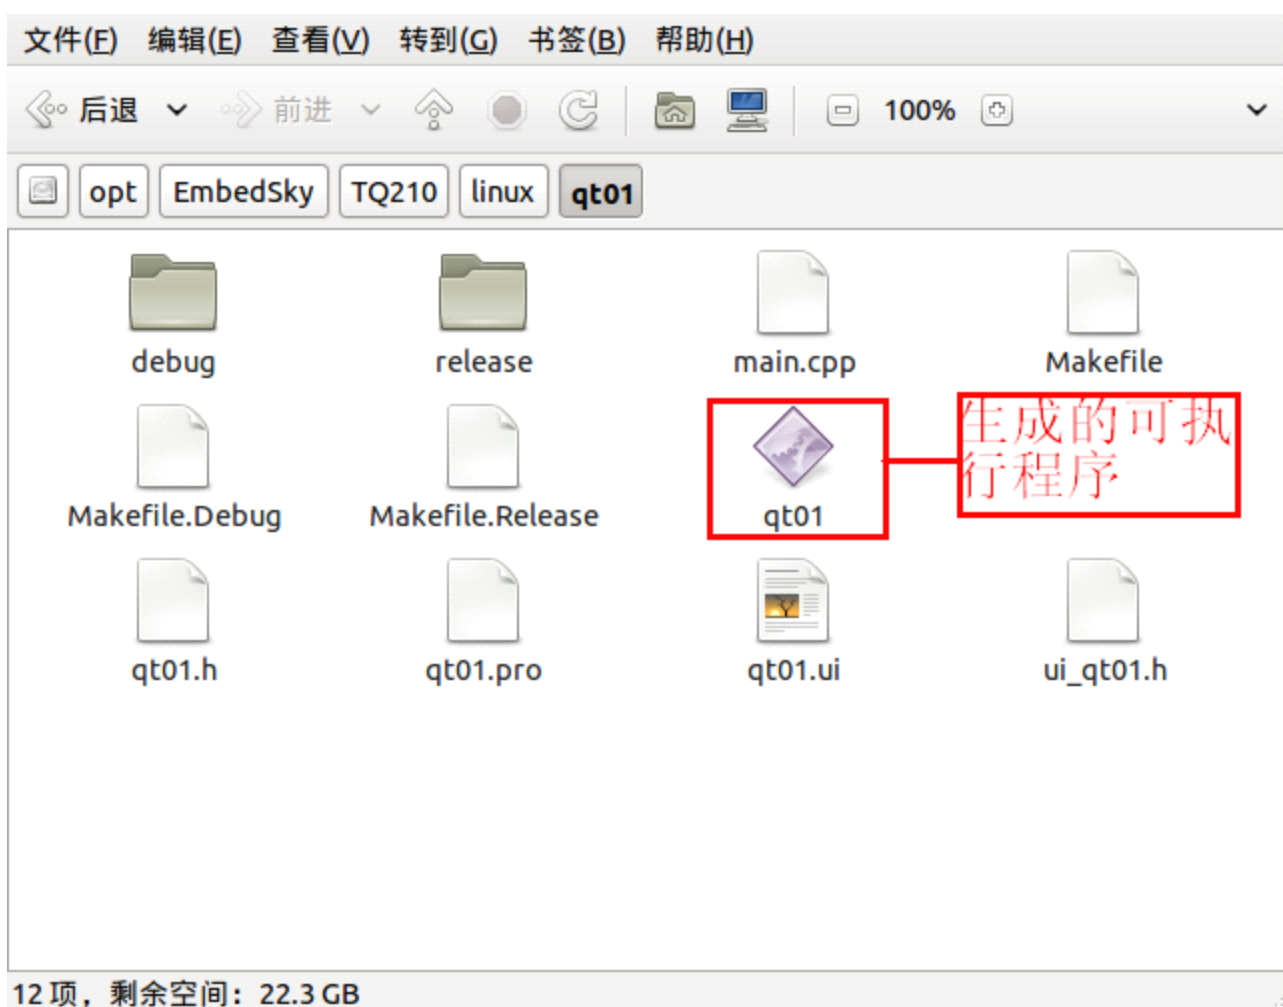 文件(F) 编辑(E) 查看(V) 转到(G) 书签(B) 帮助(H)
后退 前进 100%
opt EmbedSky TQ210 linux qt01
debug release main.cpp Makefile
生成的可执
行程序
Makefile.Debug Makefile.Release qt01
qt01.h qt01.pro qt01.ui ui_qt01.h
12 项，剩余空间：22.3 GB